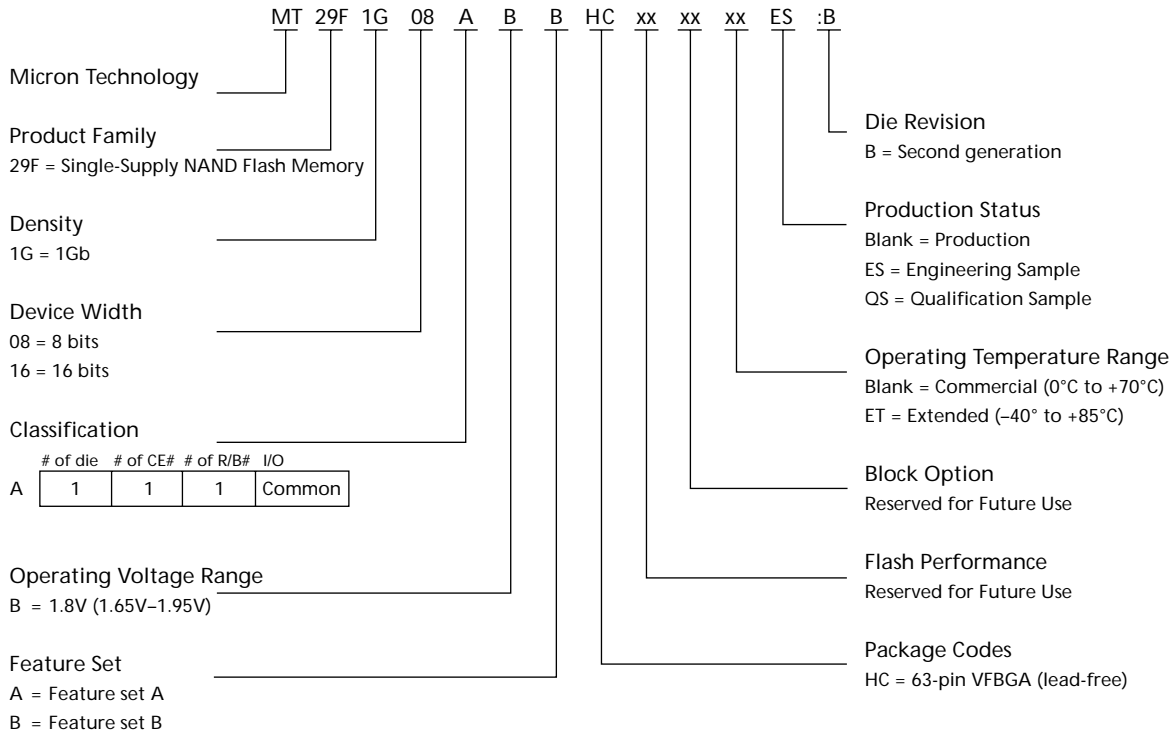 MT 29F 1G 08 A B B HC xx xx xx ES :B
Micron Technology
Product Family
29F = Single-Supply NAND Flash Memory
Density
1G = 1Gb
Device Width
08 = 8 bits
16 = 16 bits
Classification
# of die # of CE# # of R/B# I/O
A 1 1 1 Common
Operating Voltage Range
B = 1.8V (1.65V–1.95V)
Feature Set
A = Feature set A
B = Feature set B
Die Revision
B = Second generation
Production Status
Blank = Production
ES = Engineering Sample
QS = Qualification Sample
Operating Temperature Range
Blank = Commercial (0°C to +70°C)
ET = Extended (–40° to +85°C)
Block Option
Reserved for Future Use
Flash Performance
Reserved for Future Use
Package Codes
HC = 63-pin VFBGA (lead-free)